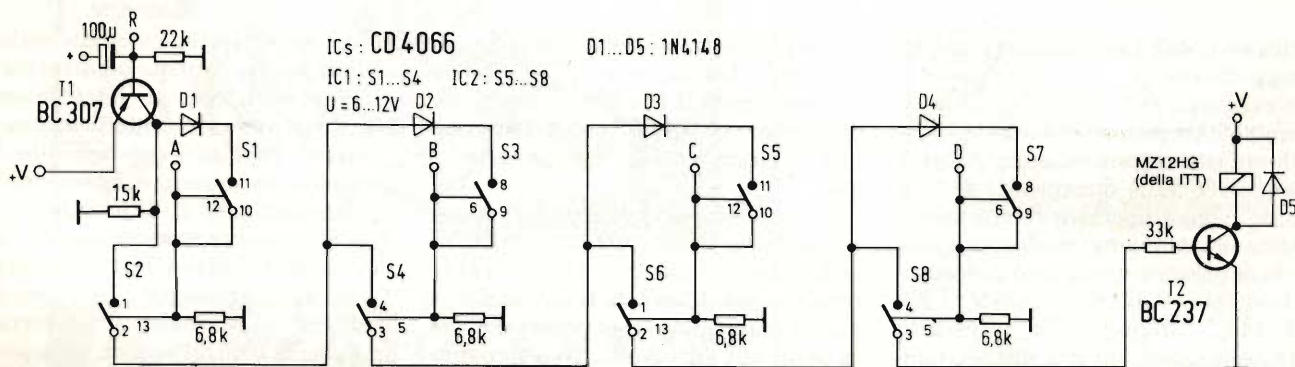 R
100µ
22k
+
T1
BC 307
D1
+V
15k
A
S1
11
12
10
S2
1
2
13
6,8k
ICs : CD 4066
IC1 : S1...S4 IC2 : S5...S8
U = 6...12V
D1...D5 : 1N4148
D2
B
S3
8
6
9
S4
4
3
5
6,8k
D3
C
S5
11
12
10
S6
1
2
13
6,8k
D4
D
S7
8
6
9
S8
4
3
5
6,8k
+V
MZ12HG
(della ITT)
D5
33k
T2
BC 237